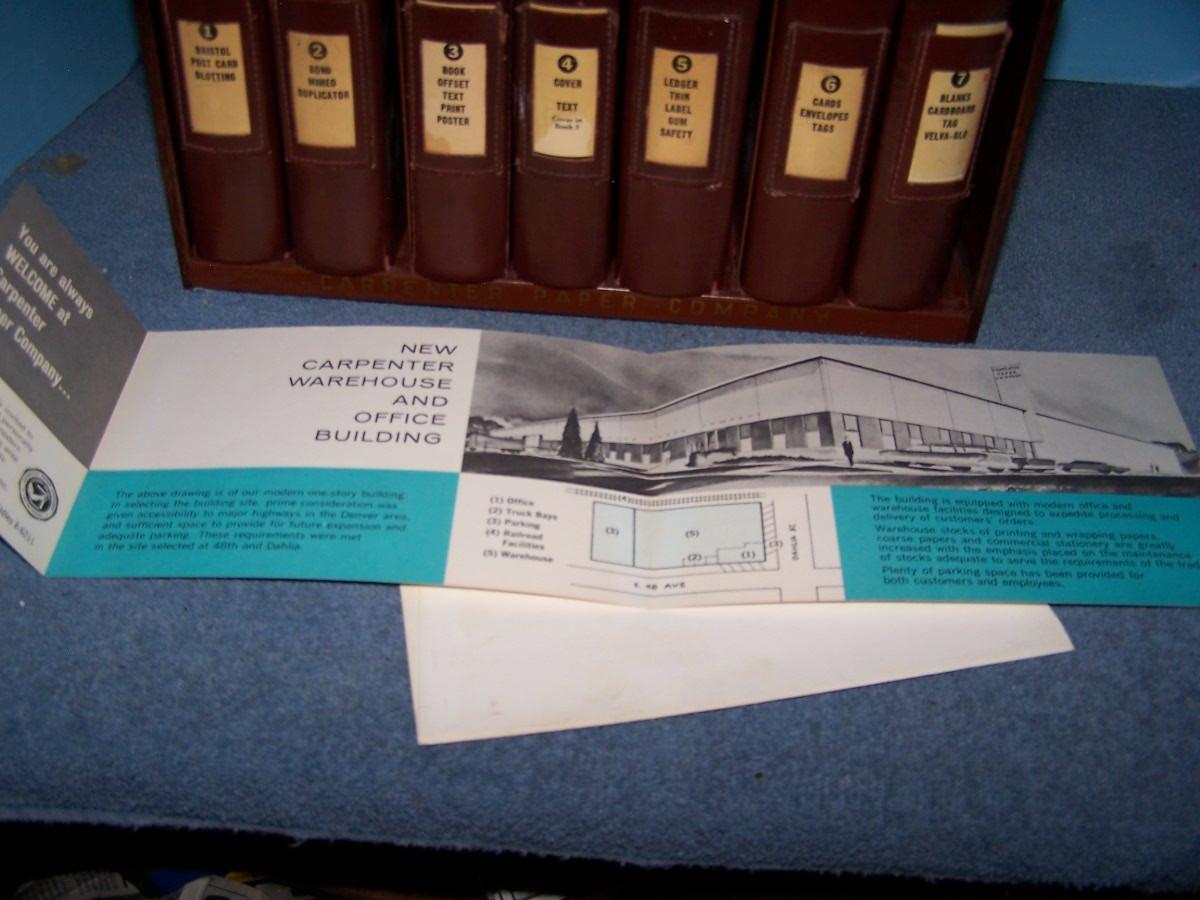 1
BRISTOL
POST CARD
BLOTTING
2
BOND
MIMEO
DUPLICATOR
3
BOOK
OFFSET
TEXT
PRINT
POSTER
4
COVER
TEXT
5
LEDGER
THIN
LABEL
GUM
SAFETY
6
CARDS
ENVELOPES
TAGS
7
BLANKS
CARDBOARD
TAG
VELVA-GLO
CARPENTER PAPER COMPANY
You are always
WELCOME at
Carpenter
per Company...
NEW
CARPENTER
WAREHOUSE
AND
OFFICE
BUILDING
The above drawing is of our modern one-story building.
In selecting the building site, prime consideration was
given accessibility to major highways in the Denver area,
and sufficient space to provide for future expansion and
adequate parking. These requirements were met
in the site selected at 48th and Dahlia.
(1) Office
(2) Truck Bays
(3) Parking
(4) Railroad
Facilities
(5) Warehouse
(4)
(3)
(5)
(2)
(1)
(3)
DAHLIA ST
E. 48 AVE
The building is equipped with modern office and
warehouse facilities designed to expedite processing and
delivery of customers' orders.
Warehouse stocks of printing and wrapping papers,
coarse papers and commercial stationery are greatly
increased with the emphasis placed on the maintenance
of stocks adequate to serve the requirements of the trad
Plenty of parking space has been provided for
both customers and employees.